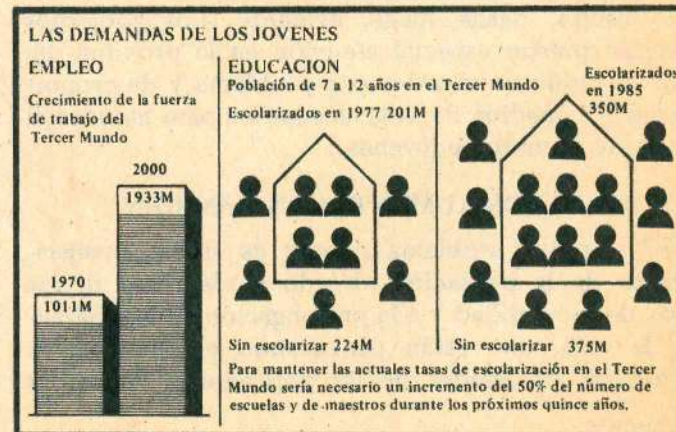 LAS DEMANDAS DE LOS JOVENES
EMPLEO
Crecimiento de la fuerza
de trabajo del
Tercer Mundo
2000
1933M
1970
1011M
EDUCACION
Población de 7 a 12 años en el Tercer Mundo
Escolarizados en 1977 201M
Escolarizados
en 1985
350M
Sin escolarizar 224M
Sin escolarizar 375M
Para mantener las actuales tasas de escolarización en el Tercer
Mundo sería necesario un incremento del 50% del número de
escuelas y de maestros durante los próximos quince años.